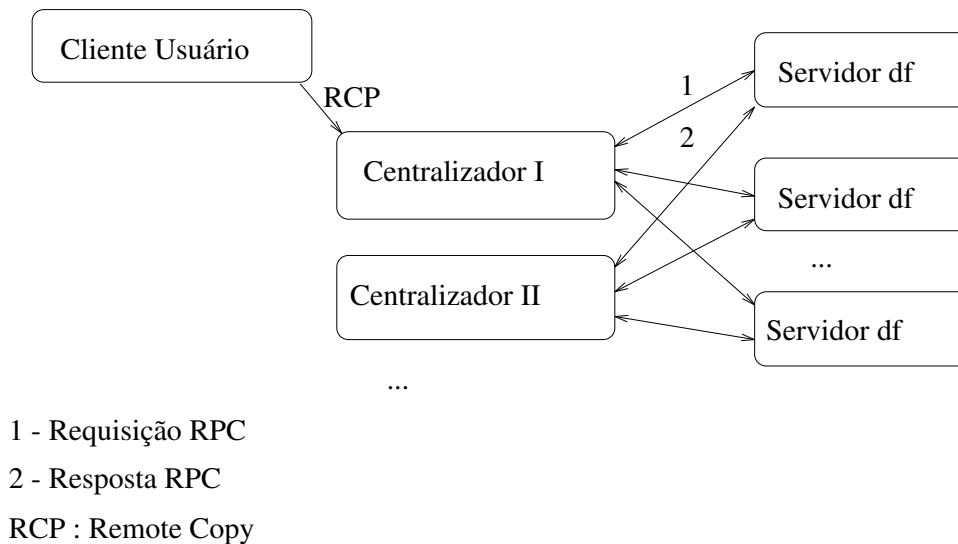 Cliente Usuário
RCP
Centralizador I
Centralizador II
...
1
2
Servidor df
Servidor df
...
Servidor df
1 - Requisição RPC
2 - Resposta RPC
RCP : Remote Copy